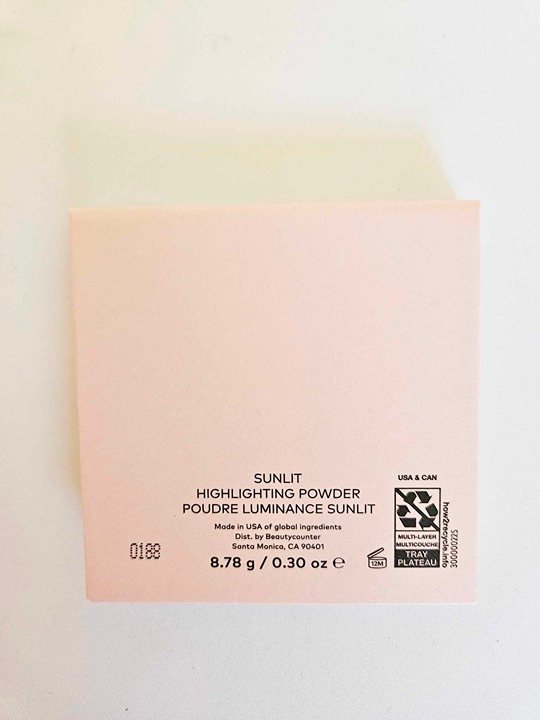 SUNLIT
HIGHLIGHTING POWDER
POUDRE LUMINANCE SUNLIT
Made in USA of global ingredients
Dist. by Beautycounter
Santa Monica, CA 90401
8.78 g / 0.30 oz ℮
0188
12M
USA & CAN
MULTI-LAYER
MULTICOUCHE
TRAY
PLATEAU
how2recycle.info
300000225